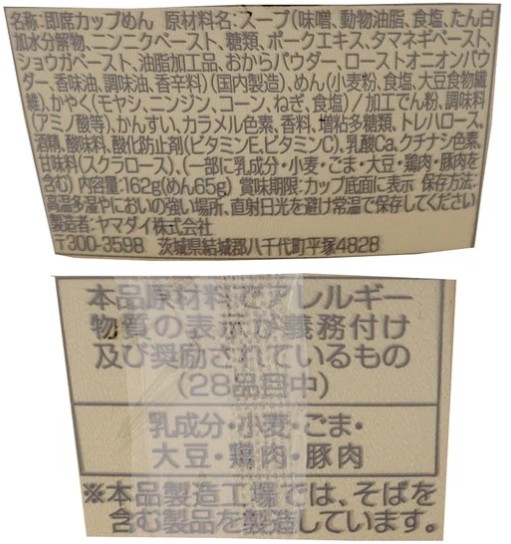 名称:即席カップめん 原材料名:スープ(味噌、動物油脂、食塩、たん白
加水分解物、ニンニクペースト、糖類、ポークエキス、タマネギペースト、
ショウガペースト、油脂加工品、おからパウダー、ローストオニオンパウ
ダー、香味油、調味油、香辛料)(国内製造)、めん(小麦粉、食塩、大豆食物繊
維)、かやく(モヤシ、ニンジン、コーン、ねぎ、食塩)/加工でん粉、調味料
(アミノ酸等)、かんすい、カラメル色素、香料、増粘多糖類、トレハロース、
酒精、酸味料、酸化防止剤(ビタミンE、ビタミンC)、乳酸Ca、クチナシ色素、
甘味料(スクラロース)、(一部に乳成分・小麦・ごま・大豆・鶏肉・豚肉を
含む) 内容量:162g(めん65g) 賞味期限:カップ底面に表示 保存方法:
高温多湿やにおいの強い場所、直射日光を避け常温で保存してください
製造者:ヤマダイ株式会社
〒300-3598 茨城県結城郡八千代町平塚4828
本品原材料でアレルギー
物質の表示が義務付け
及び奨励されているもの
(28品目中)
乳成分・小麦・ごま・
大豆・鶏肉・豚肉
※本品製造工場では、そばを
含む製品を製造しています。